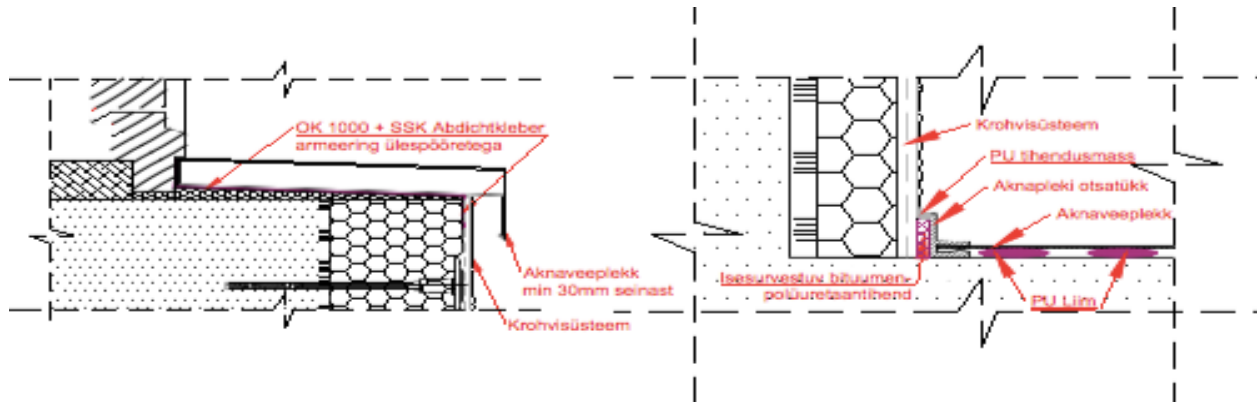 OK 1000 + SSK Abdichtkleber
armeering ülespööretega
Aknaveeplekk
min 30mm seinast
Krohvisüsteem
Krohvisüsteem
PU tihendusmass
Aknapleki otsatükk
Aknaveeplekk
Isesurvestuv bituumen-
polüuretaantihend
PU Liim